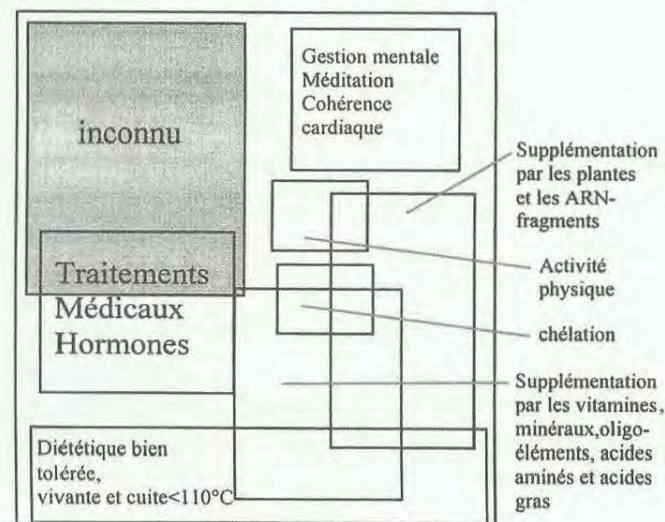 inconnu
Gestion mentale
Méditation
Cohérence
cardiaque
Supplémentation
par les plantes
et les ARN-
fragments
Traitements
Médicaux
Hormones
Activité
physique
chélation
Supplémentation
par les vitamines,
minéraux,oligo-
éléments, acides
aminés et acides
gras
Diététique bien
tolérée,
vivante et cuite<110°C